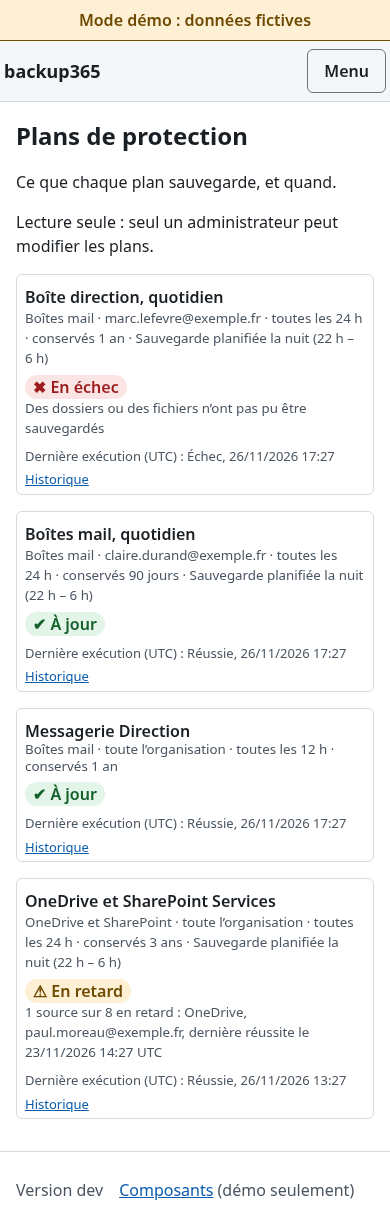 Mode démo : données fictives
backup365
Menu
Plans de protection
Ce que chaque plan sauvegarde, et quand.
Lecture seule : seul un administrateur peut
modifier les plans.
Boîte direction, quotidien
Boîtes mail · marc.lefevre@exemple.fr · toutes les 24 h
· conservés 1 an · Sauvegarde planifiée la nuit (22 h –
6 h)
✖ En échec
Des dossiers ou des fichiers n’ont pas pu être
sauvegardés
Dernière exécution (UTC) : Échec, 26/11/2026 17:27
Historique
Boîtes mail, quotidien
Boîtes mail · claire.durand@exemple.fr · toutes les
24 h · conservés 90 jours · Sauvegarde planifiée la nuit
(22 h – 6 h)
✔ À jour
Dernière exécution (UTC) : Réussie, 26/11/2026 17:27
Historique
Messagerie Direction
Boîtes mail · toute l’organisation · toutes les 12 h ·
conservés 1 an
✔ À jour
Dernière exécution (UTC) : Réussie, 26/11/2026 17:27
Historique
OneDrive et SharePoint Services
OneDrive et SharePoint · toute l’organisation · toutes
les 24 h · conservés 3 ans · Sauvegarde planifiée la
nuit (22 h – 6 h)
⚠ En retard
1 source sur 8 en retard : OneDrive,
paul.moreau@exemple.fr, dernière réussite le
23/11/2026 14:27 UTC
Dernière exécution (UTC) : Réussie, 26/11/2026 13:27
Historique
Version dev Composants (démo seulement)